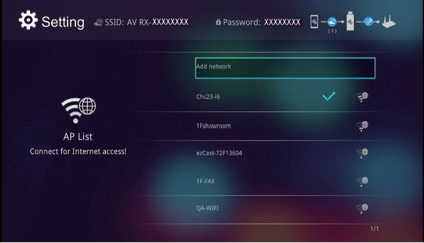 Setting SSID: AV RX-XXXXXXXX Password: XXXXXXXX
(1)
Add network
Chc23-I6
AP List
Connect for Internet access!
1Fshowroom
ezCast-72F13604
1F-FAX
QA-WIFI
1/1